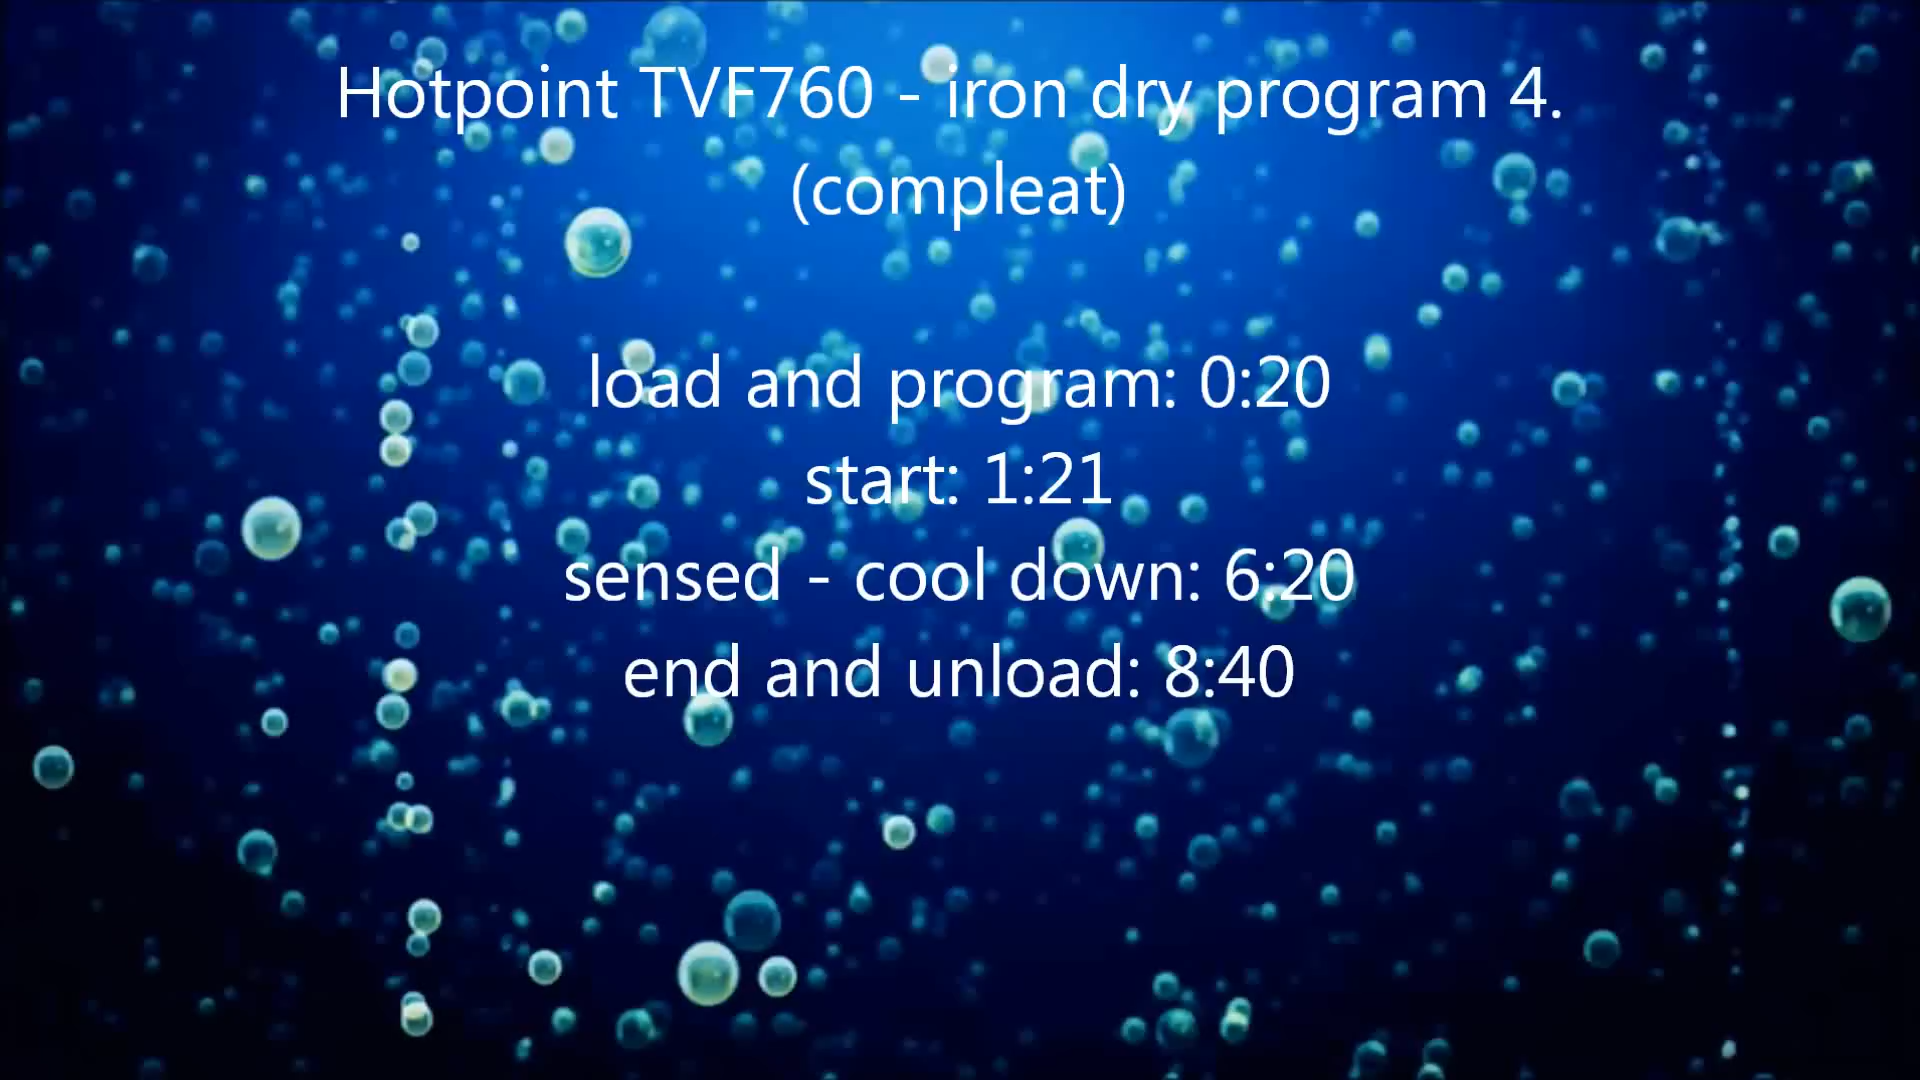 Hotpoint TVF760 - iron dry program 4.
(compleat)
load and program: 0:20
start: 1:21
sensed - cool down: 6:20
end and unload: 8:40